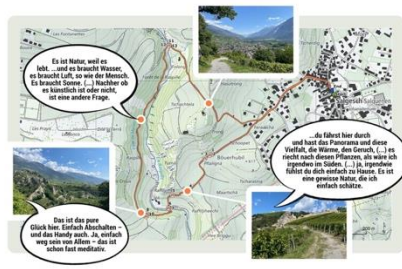 Es ist Natur, weil es
lebt. ...und es braucht Wasser,
es braucht Luft, so wie der Mensch.
Es braucht Sonne. (...) Nachher ob
es künstlich ist oder nicht,
ist eine andere Frage.
Salgesch
...du fährst hier durch
und hast das Panorama und diese
Vielfalt, die Wärme, den Geruch, (...) es
riecht nach diesen Pflanzen, als wäre ich
irgendwo im Süden. (...) ja, irgendwie
fühlst du dich einfach zu Hause. Es ist
eine gewisse Natur, die ich
einfach schätze.
Das ist das pure
Glück hier. Einfach Abschalten –
und das Handy auch. Ja, einfach
weg sein von Allem – das ist
schon fast meditativ.